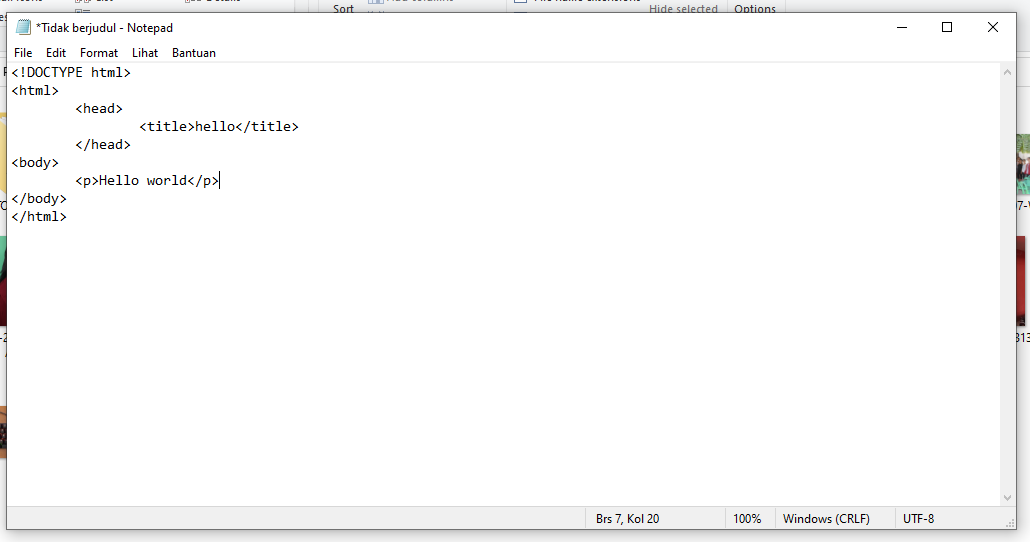 Sort
Hide selected
Options
*Tidak berjudul - Notepad
File Edit Format Lihat Bantuan
<!DOCTYPE html>
<html>
<head>
<title>hello</title>
</head>
<body>
<p>Hello world</p>
</body>
</html>
Brs 7, Kol 20 100% Windows (CRLF) UTF-8